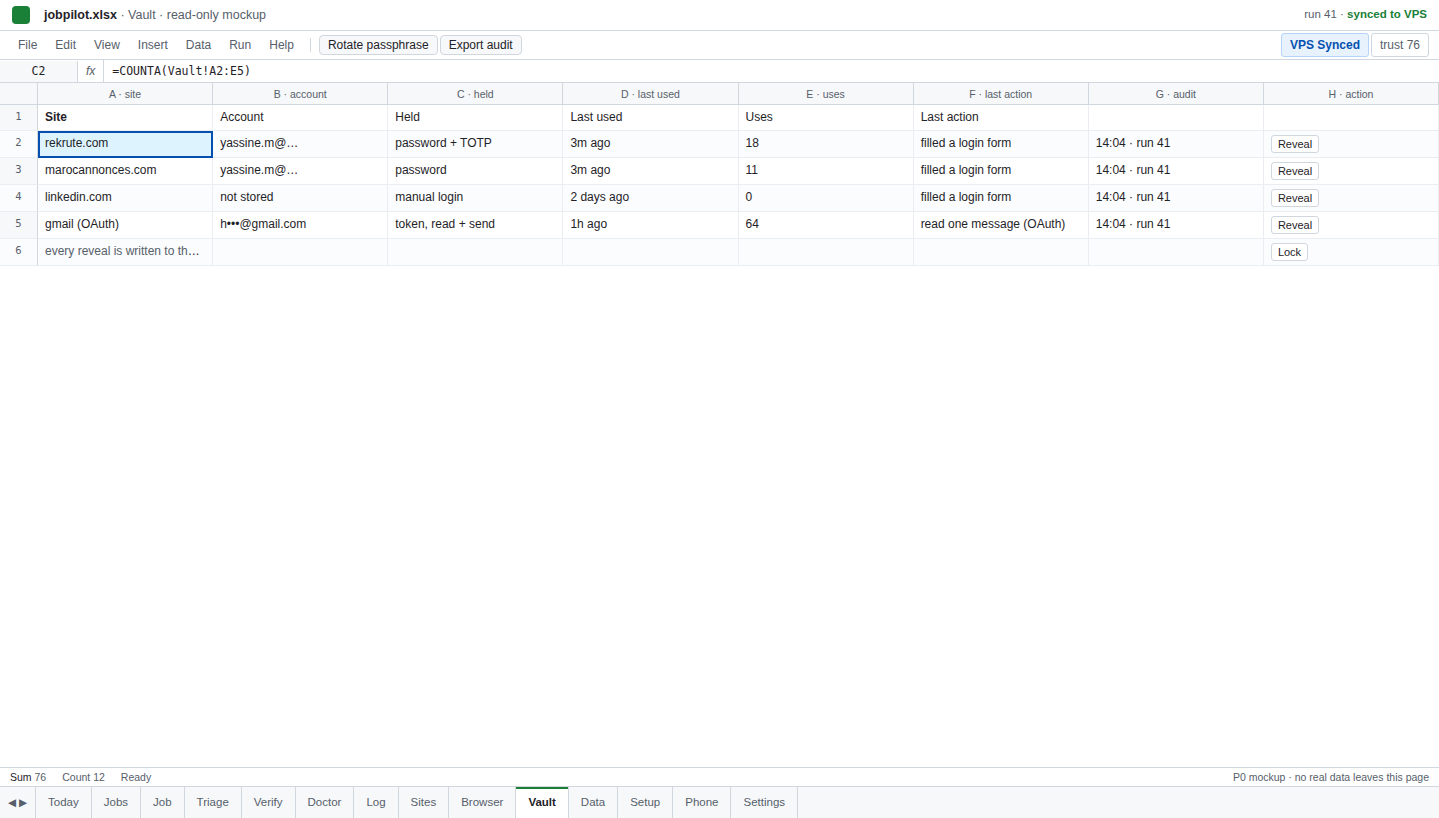 jobpilot.xlsx · Vault · read-only mockup
run 41 · synced to VPS
File Edit View Insert Data Run Help Rotate passphrase Export audit VPS Synced trust 76
C2 fx =COUNTA(Vault!A2:E5)
A · site B · account C · held D · last used E · uses F · last action G · audit H · action
1 Site Account Held Last used Uses Last action
2 rekrute.com yassine.m@… password + TOTP 3m ago 18 filled a login form 14:04 · run 41 Reveal
3 marocannonces.com yassine.m@… password 3m ago 11 filled a login form 14:04 · run 41 Reveal
4 linkedin.com not stored manual login 2 days ago 0 filled a login form 14:04 · run 41 Reveal
5 gmail (OAuth) h•••@gmail.com token, read + send 1h ago 64 read one message (OAuth) 14:04 · run 41 Reveal
6 every reveal is written to th… Lock
Sum 76 Count 12 Ready P0 mockup · no real data leaves this page
◀ ▶ Today Jobs Job Triage Verify Doctor Log Sites Browser Vault Data Setup Phone Settings